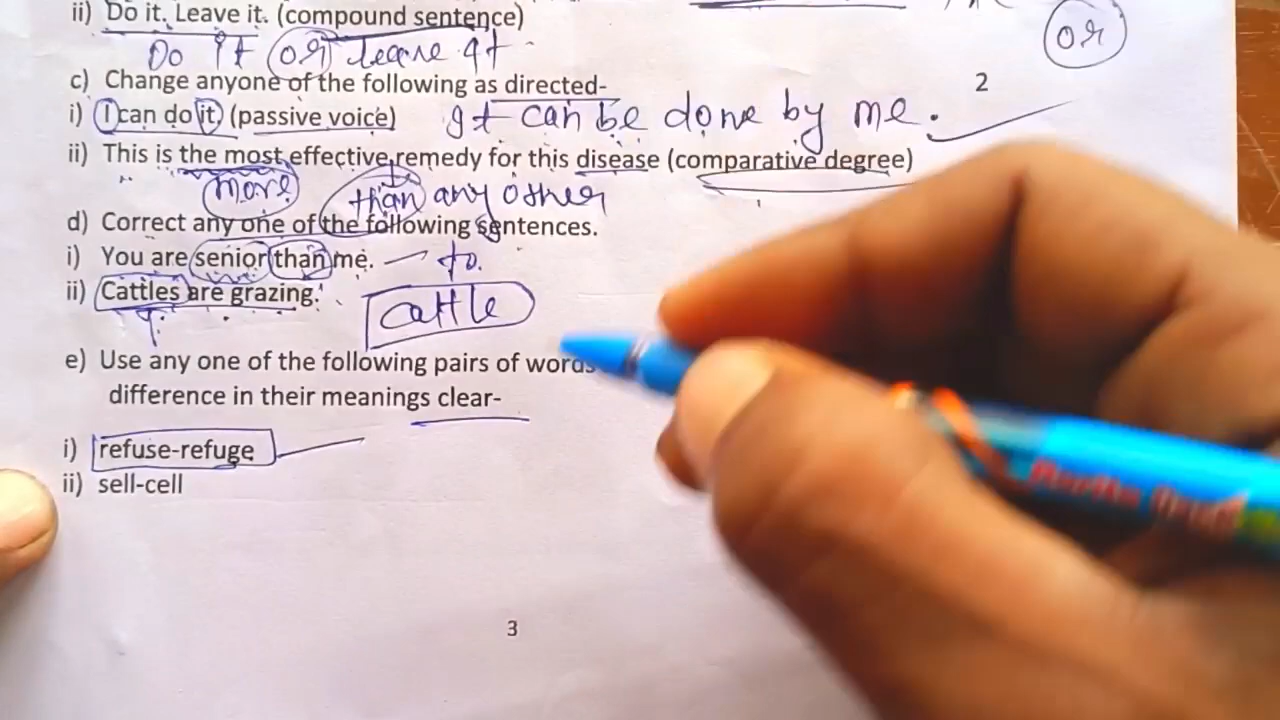 ii) Do it. Leave it. (compound sentence)
Do it or leave it
or
c) Change anyone of the following as directed-
2
i) I can do it. (passive voice) It can be done by me.
ii) This is the most effective remedy for this disease (comparative degree)
more than any other
d) Correct any one of the following sentences.
i) You are senior than me. — to.
ii) Cattles are grazing. Cattle
e) Use any one of the following pairs of words
difference in their meanings clear-
i) refuse-refuge
ii) sell-cell
3